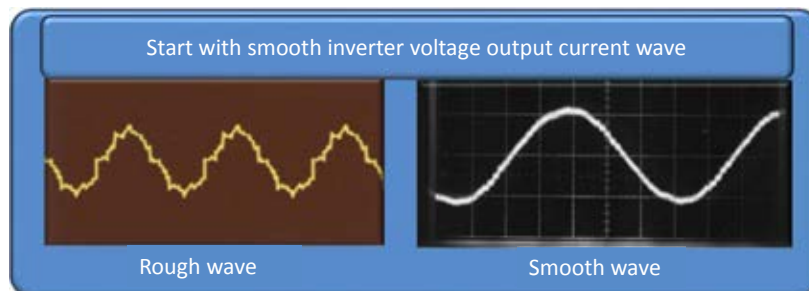 Start with smooth inverter voltage output current wave
Rough wave
Smooth wave